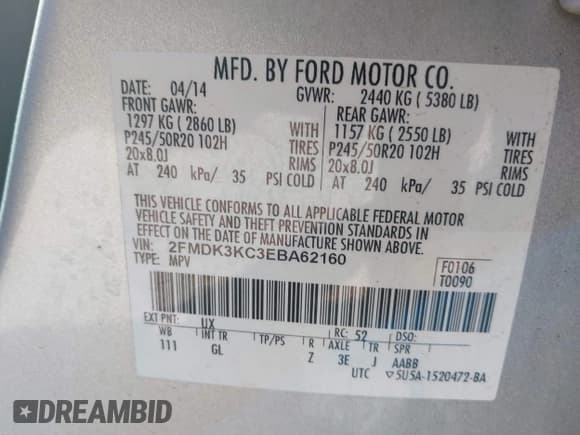 MFD. BY FORD MOTOR CO.
DATE: 04/14 GVWR: 2440 KG ( 5380 LB)
FRONT GAWR: REAR GAWR:
1297 KG ( 2860 LB) WITH 1157 KG ( 2550 LB) WITH
P245/50R20 102H TIRES P245/50R20 102H TIRES
20x8.0J RIMS 20x8.0J RIMS
AT 240 kPa/ 35 PSI COLD AT 240 kPa/ 35 PSI COLD
THIS VEHICLE CONFORMS TO ALL APPLICABLE FEDERAL MOTOR
VEHICLE SAFETY AND THEFT PREVENTION STANDARDS IN
EFFECT ON THE DATE OF MANUFACTURE SHOWN ABOVE.
VIN: 2FMDK3KC3EBA62160
TYPE: MPV
F0106
T0090
EXT PNT: UX RC: 52 DSO:
WB INT TR TP/PS R AXLE TR SPR
111 GL Z 3E J AABB
UTC ▽5U5A-1520472-BA
DREAMBID